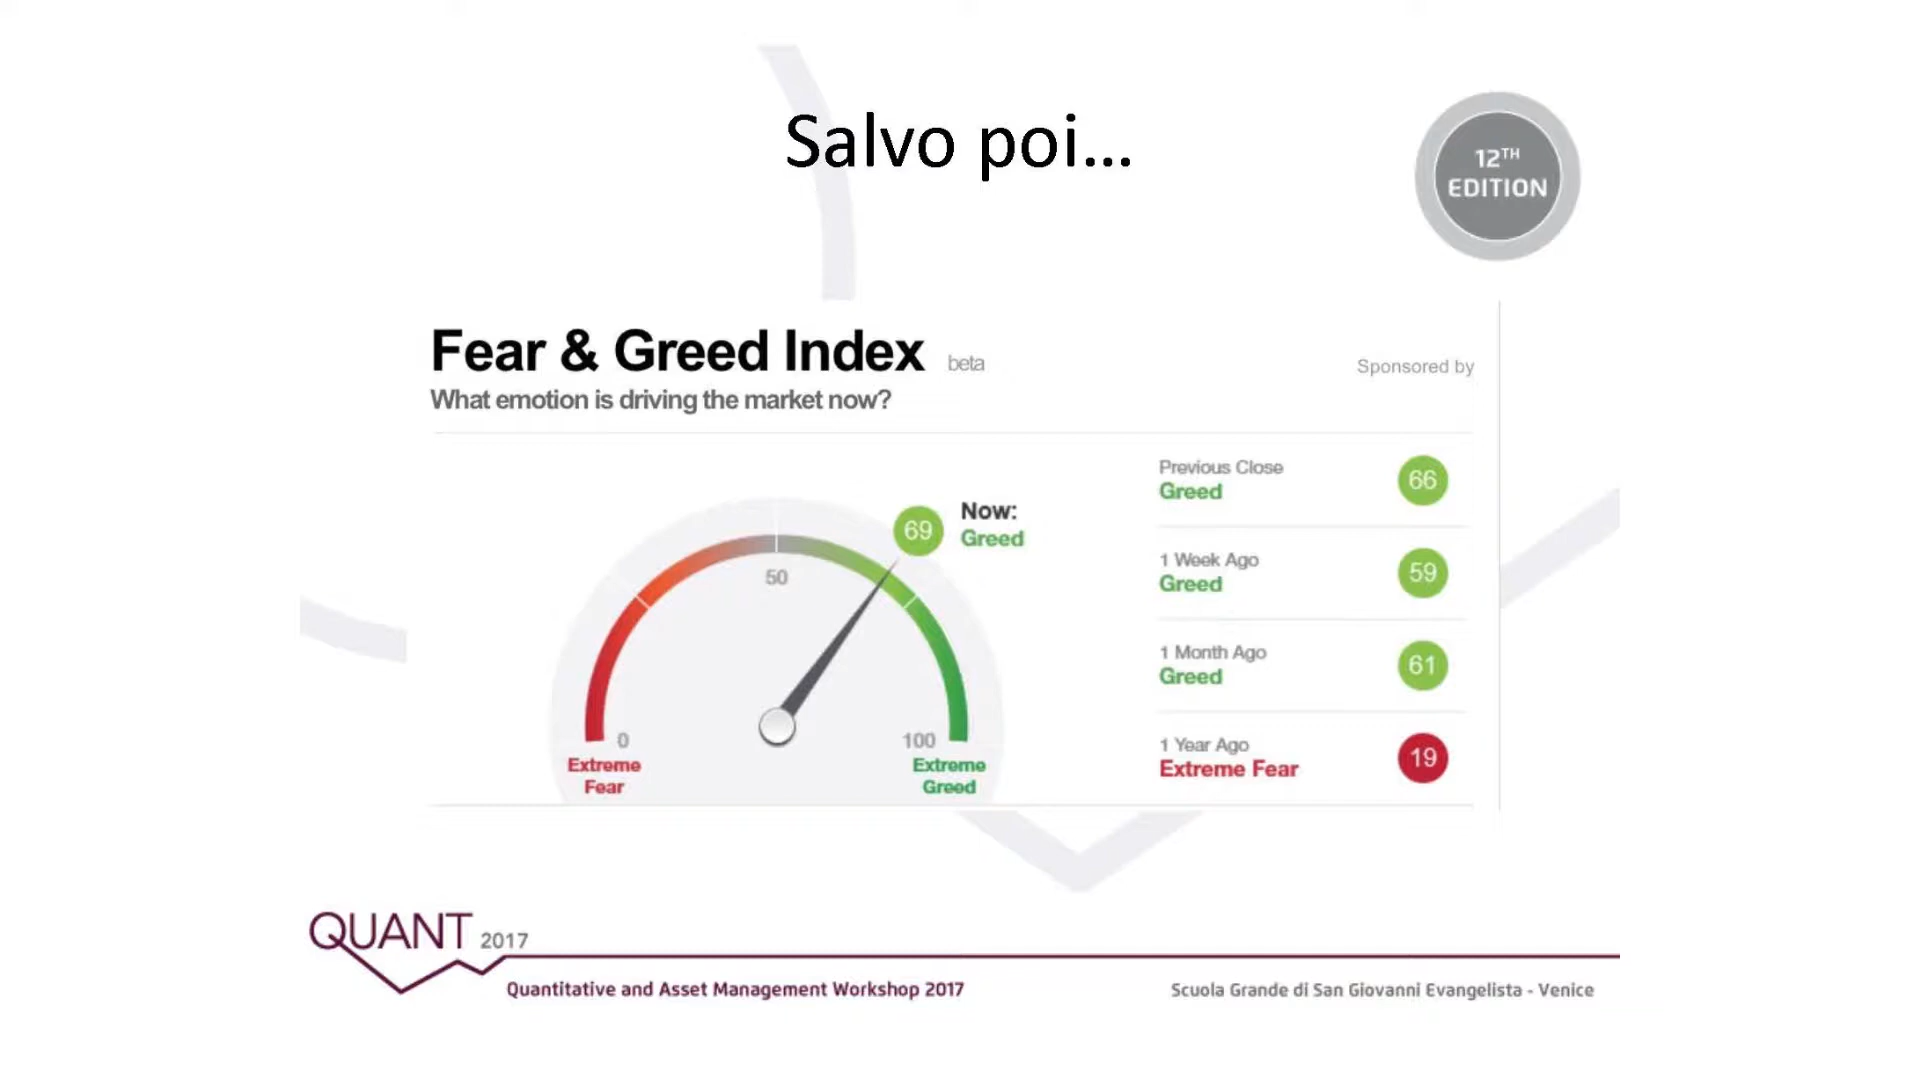 Salvo poi...
12TH
EDITION
Fear & Greed Index beta
Sponsored by
What emotion is driving the market now?
69
Now:
Greed
50
0
100
Extreme
Fear
Extreme
Greed
Previous Close
Greed
66
1 Week Ago
Greed
59
1 Month Ago
Greed
61
1 Year Ago
Extreme Fear
19
QUANT 2017
Quantitative and Asset Management Workshop 2017
Scuola Grande di San Giovanni Evangelista - Venice